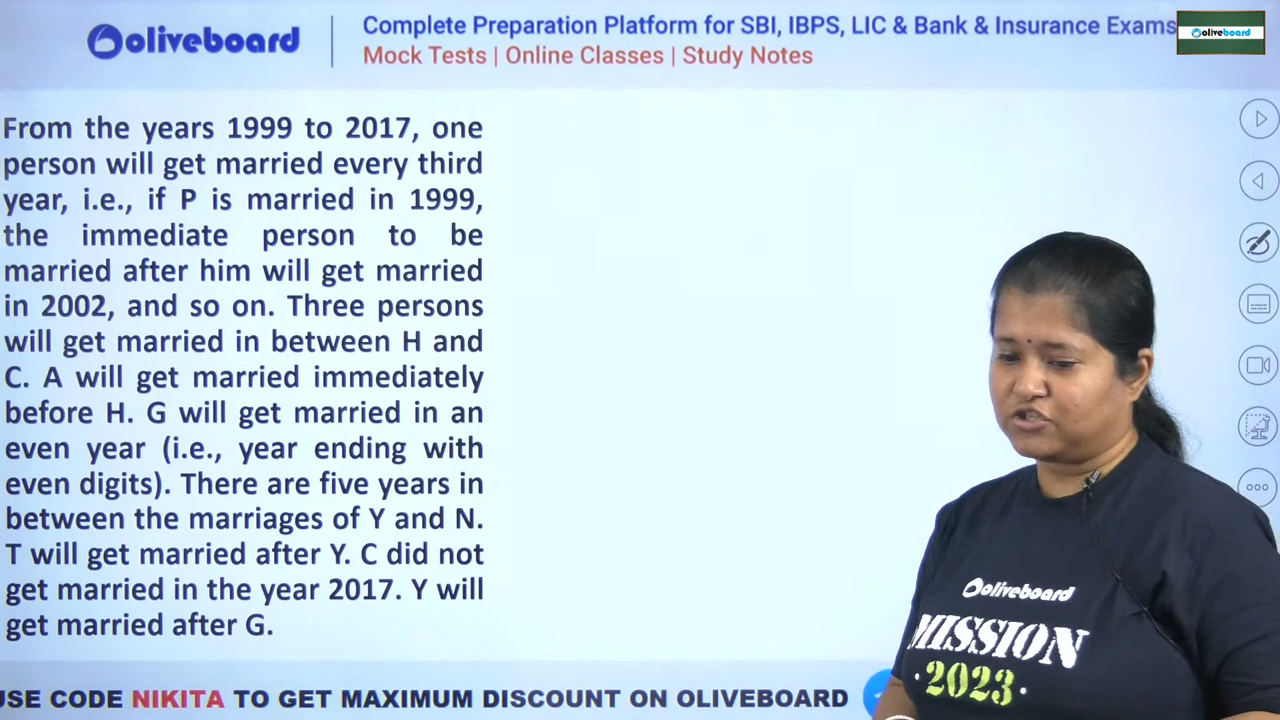 oliveboard
Complete Preparation Platform for SBI, IBPS, LIC & Bank & Insurance Exams
Mock Tests | Online Classes | Study Notes
oliveboard
From the years 1999 to 2017, one
person will get married every third
year, i.e., if P is married in 1999,
the immediate person to be
married after him will get married
in 2002, and so on. Three persons
will get married in between H and
C. A will get married immediately
before H. G will get married in an
even year (i.e., year ending with
even digits). There are five years in
between the marriages of Y and N.
T will get married after Y. C did not
get married in the year 2017. Y will
get married after G.
oliveboard
MISSION
·2023·
USE CODE NIKITA TO GET MAXIMUM DISCOUNT ON OLIVEBOARD